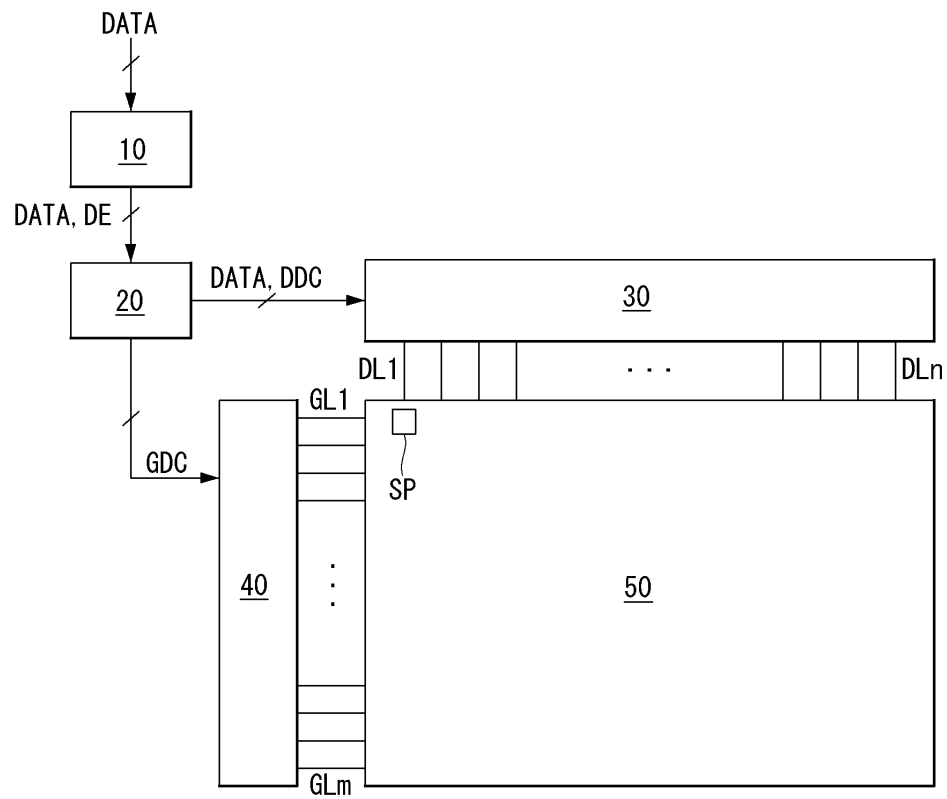 DATA
10
DATA, DE
20
DATA, DDC
30
DL1
...
DLn
GL1
GDC
SP
40
...
50
GLm